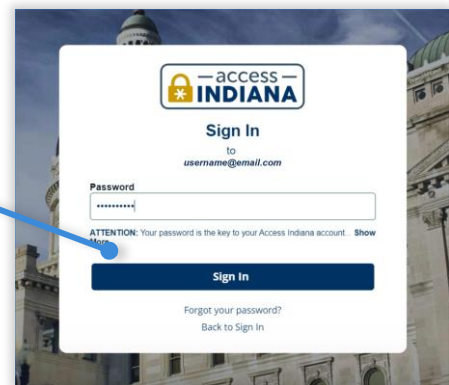 access
INDIANA
Sign In
to
username@email.com
Password
ATTENTION: Your password is the key to your Access Indiana account. Show
More
Sign In
Forgot your password?
Back to Sign In